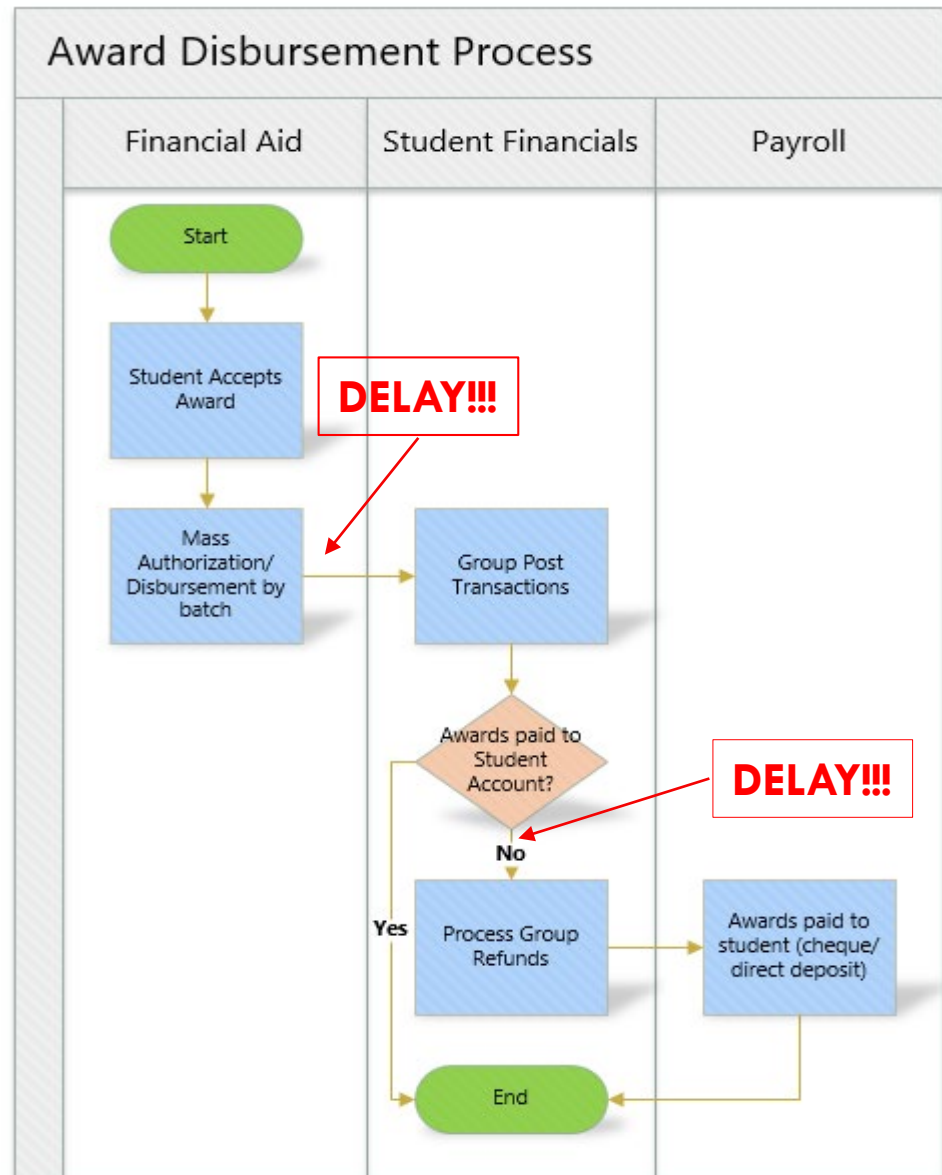 Award Disbursement Process
Financial Aid
Student Financials
Payroll
Start
Student Accepts
Award
DELAY!!!
Mass
Authorization/
Disbursement by
batch
Group Post
Transactions
Awards paid to
Student
Account?
DELAY!!!
No
Yes
Process Group
Refunds
Awards paid to
student (cheque/
direct deposit)
End